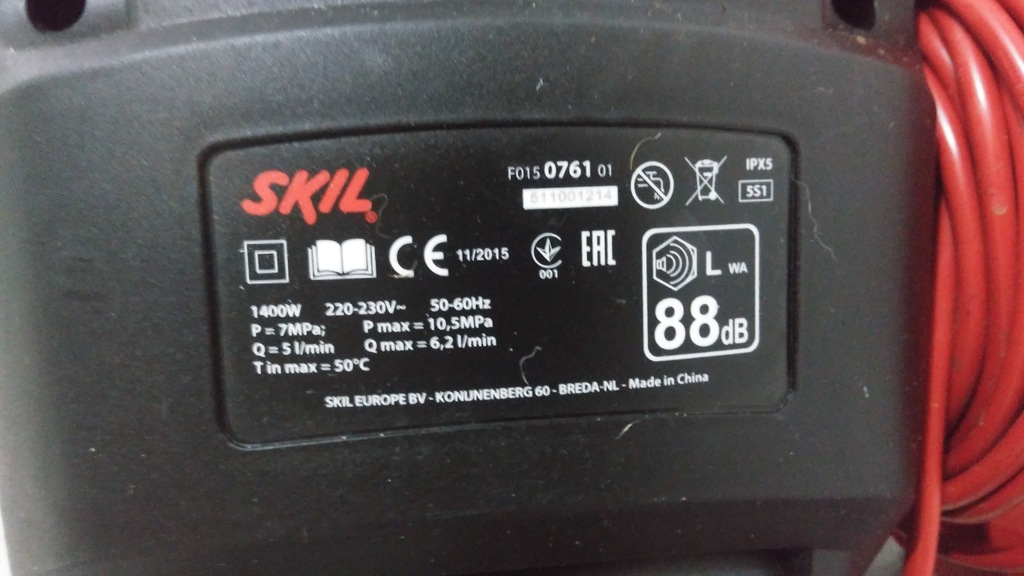 SKIL
F015 0761 01
511001214
IPX5
SS1
CE 11/2015
001
EAC
L WA
88dB
1400W 220-230V~ 50-60Hz
P = 7MPa; P max = 10,5MPa
Q = 5 l/min Q max = 6,2 l/min
T in max = 50°C
SKIL EUROPE BV - KONIJNENBERG 60 - BREDA-NL - Made in China